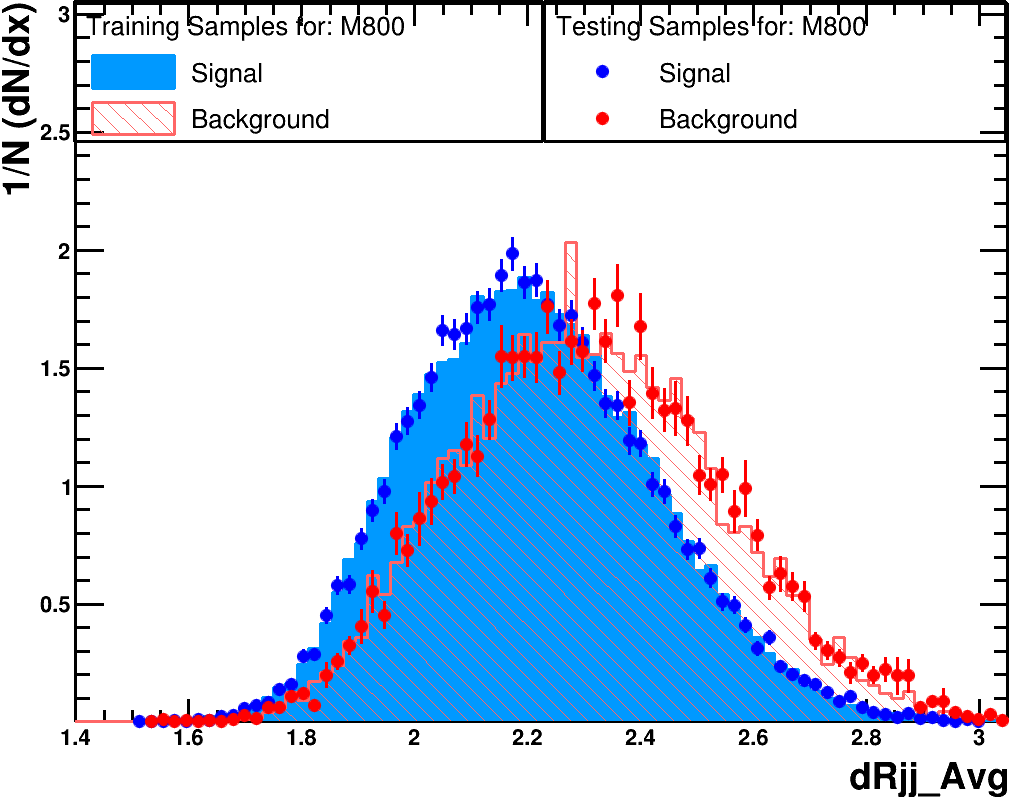 1/N (dN/dx)
Training Samples for: M800
Signal
Background
Testing Samples for: M800
Signal
Background
3
2.5
2
1.5
1
0.5
1.4 1.6 1.8 2 2.2 2.4 2.6 2.8 3
dRjj_Avg